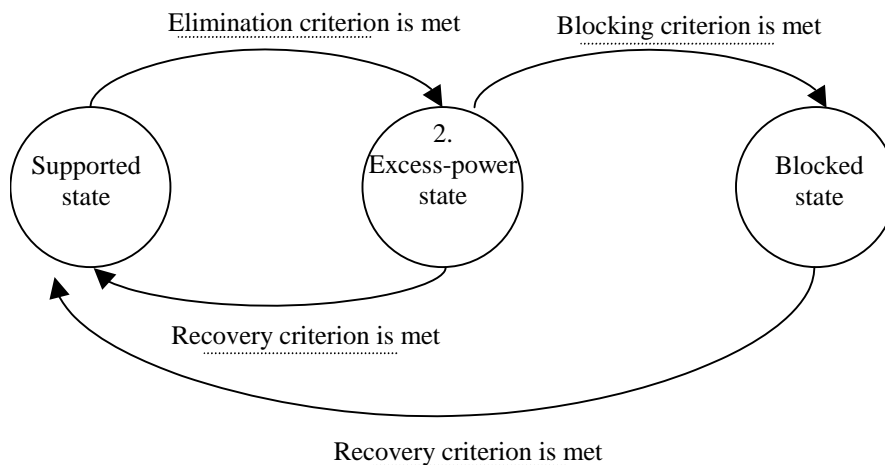 Elimination criterion is met
Blocking criterion is met
Supported
state
2.
Excess-power
state
Blocked
state
Recovery criterion is met
Recovery criterion is met